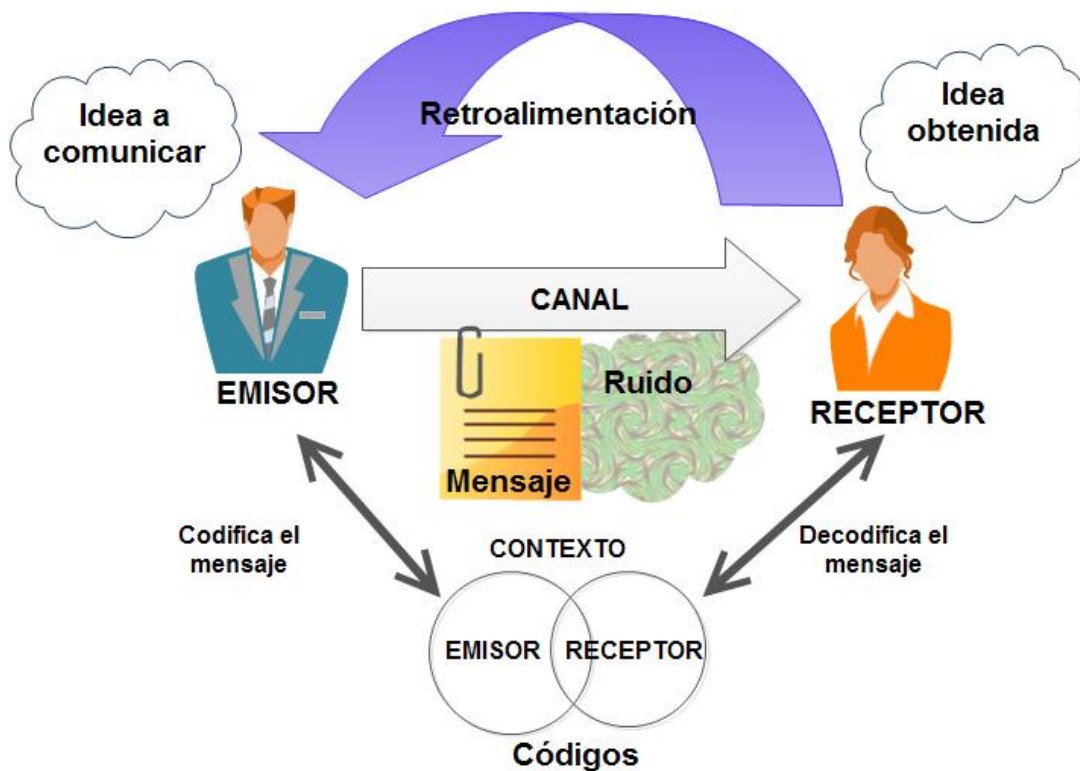 Idea a
comunicar
Retroalimentación
Idea
obtenida
CANAL
EMISOR
Ruido
RECEPTOR
Mensaje
Codifica el
mensaje
CONTEXTO
Decodifica el
mensaje
EMISOR
RECEPTOR
Códigos